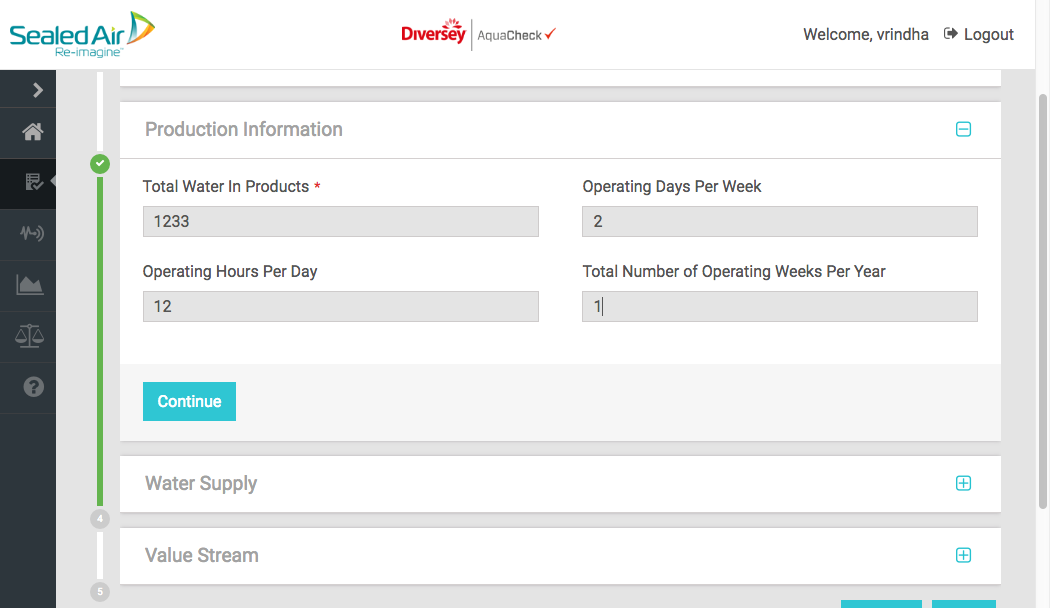 Sealed Air
Re-imagine™
Diversey AquaCheck
Welcome, vrindha Logout
Production Information
Total Water In Products *
Operating Days Per Week
1233
2
Operating Hours Per Day
Total Number of Operating Weeks Per Year
12
1
Continue
Water Supply
4
Value Stream
5